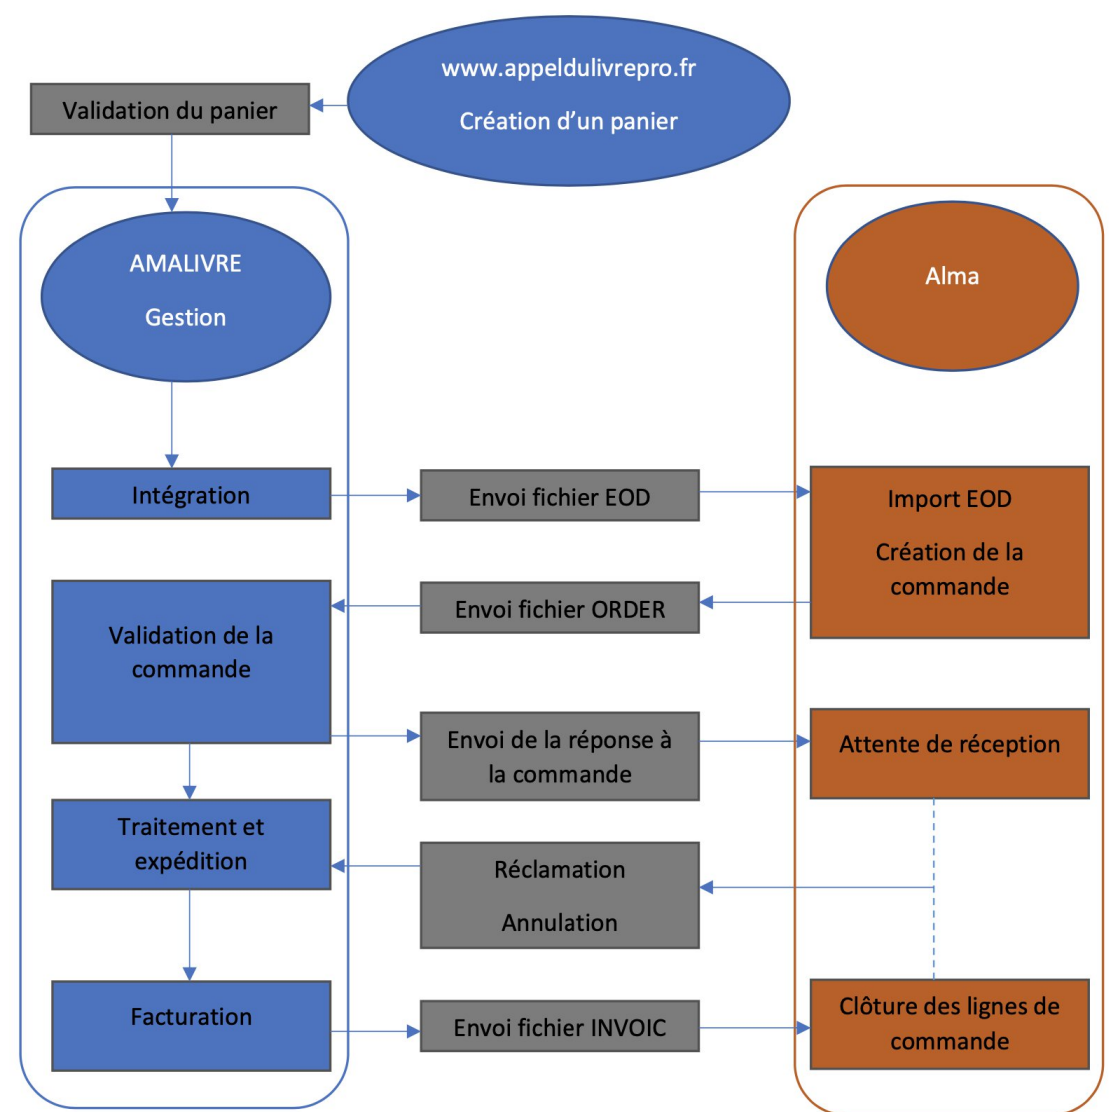 www.appeldulivrepro.fr
Création d'un panier
Validation du panier
AMALIVRE
Gestion
Alma
Intégration
Envoi fichier EOD
Import EOD
Création de la
commande
Envoi fichier ORDER
Validation de la
commande
Envoi de la réponse à
la commande
Attente de réception
Traitement et
expédition
Réclamation
Annulation
Facturation
Envoi fichier INVOIC
Clôture des lignes de
commande